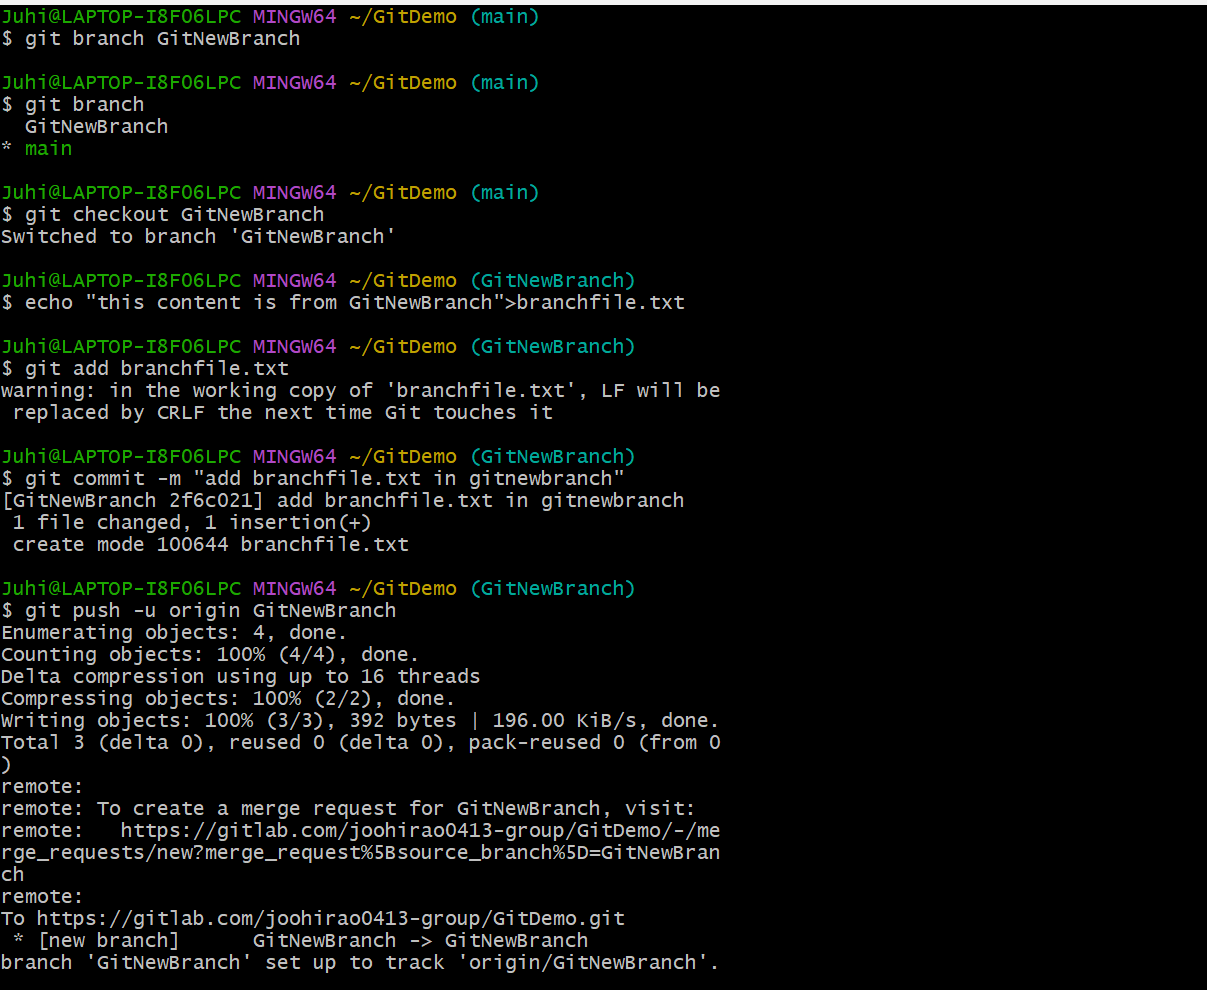 Juhi@LAPTOP-I8F06LPC MINGW64 ~/GitDemo (main)
$ git branch GitNewBranch

Juhi@LAPTOP-I8F06LPC MINGW64 ~/GitDemo (main)
$ git branch
  GitNewBranch
* main

Juhi@LAPTOP-I8F06LPC MINGW64 ~/GitDemo (main)
$ git checkout GitNewBranch
Switched to branch 'GitNewBranch'

Juhi@LAPTOP-I8F06LPC MINGW64 ~/GitDemo (GitNewBranch)
$ echo "this content is from GitNewBranch">branchfile.txt

Juhi@LAPTOP-I8F06LPC MINGW64 ~/GitDemo (GitNewBranch)
$ git add branchfile.txt
warning: in the working copy of 'branchfile.txt', LF will be
 replaced by CRLF the next time Git touches it

Juhi@LAPTOP-I8F06LPC MINGW64 ~/GitDemo (GitNewBranch)
$ git commit -m "add branchfile.txt in gitnewbranch"
[GitNewBranch 2f6c021] add branchfile.txt in gitnewbranch
 1 file changed, 1 insertion(+)
 create mode 100644 branchfile.txt

Juhi@LAPTOP-I8F06LPC MINGW64 ~/GitDemo (GitNewBranch)
$ git push -u origin GitNewBranch
Enumerating objects: 4, done.
Counting objects: 100% (4/4), done.
Delta compression using up to 16 threads
Compressing objects: 100% (2/2), done.
Writing objects: 100% (3/3), 392 bytes | 196.00 KiB/s, done.
Total 3 (delta 0), reused 0 (delta 0), pack-reused 0 (from 0
)
remote:
remote: To create a merge request for GitNewBranch, visit:
remote:   https://gitlab.com/joohirao0413-group/GitDemo/-/me
rge_requests/new?merge_request%5Bsource_branch%5D=GitNewBran
ch
remote:
To https://gitlab.com/joohirao0413-group/GitDemo.git
 * [new branch]      GitNewBranch -> GitNewBranch
branch 'GitNewBranch' set up to track 'origin/GitNewBranch'.